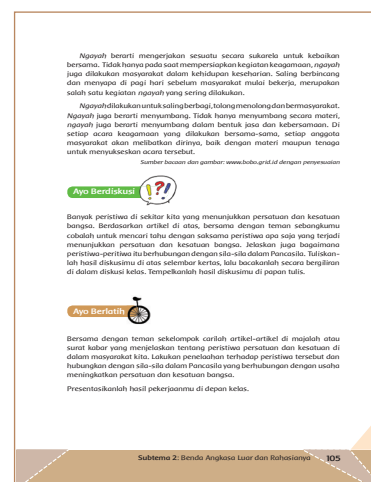 Ngayah berarti mengerjakan sesuatu secara sukarela untuk kebaikan
bersama. Tidak hanya pada saat mempersiapkan kegiatan keagamaan, ngayah
juga dilakukan masyarakat dalam kehidupan keseharian. Saling berbincang
dan menyapa di pagi hari sebelum masyarakat mulai bekerja, merupakan
salah satu kegiatan ngayah yang sering dilakukan.
Ngayah dilakukan untuk saling berbagi, tolong menolong dan bermasyarakat.
Ngayah juga berarti menyumbang. Tidak hanya menyumbang secara materi,
ngayah juga berarti menyumbang dalam bentuk jasa dan kebersamaan. Di
setiap acara keagamaan yang dilakukan bersama-sama, setiap anggota
masyarakat akan melibatkan dirinya, baik dengan materi maupun tenaga
untuk menyukseskan acara tersebut.
Sumber bacaan dan gambar: www.bobo.grid.id dengan penyesuaian
Ayo Berdiskusi
Banyak peristiwa di sekitar kita yang menunjukkan persatuan dan kesatuan
bangsa. Berdasarkan artikel di atas, bersama dengan teman sebangkumu
cobalah untuk mencari tahu dengan saksama peristiwa apa saja yang terjadi
menunjukkan persatuan dan kesatuan bangsa. Jelaskan juga bagaimana
peristiwa-peritiwa itu berhubungan dengan sila-sila dalam Pancasila. Tuliskan-
lah hasil diskusimu di atas selembar kertas, lalu bacakanlah secara bergiliran
di dalam diskusi kelas. Tempelkanlah hasil diskusimu di papan tulis.
Ayo Berlatih
Bersama dengan teman sekelompok carilah artikel-artikel di majalah atau
surat kabar yang menjelaskan tentang peristiwa persatuan dan kesatuan di
dalam masyarakat kita. Lakukan penelaahan terhadap peristiwa tersebut dan
hubungkan dengan sila-sila dalam Pancasila yang berhubungan dengan usaha
meningkatkan persatuan dan kesatuan bangsa.
Presentasikanlah hasil pekerjaanmu di depan kelas.
Subtema 2: Benda Angkasa Luar dan Rahasianya 105